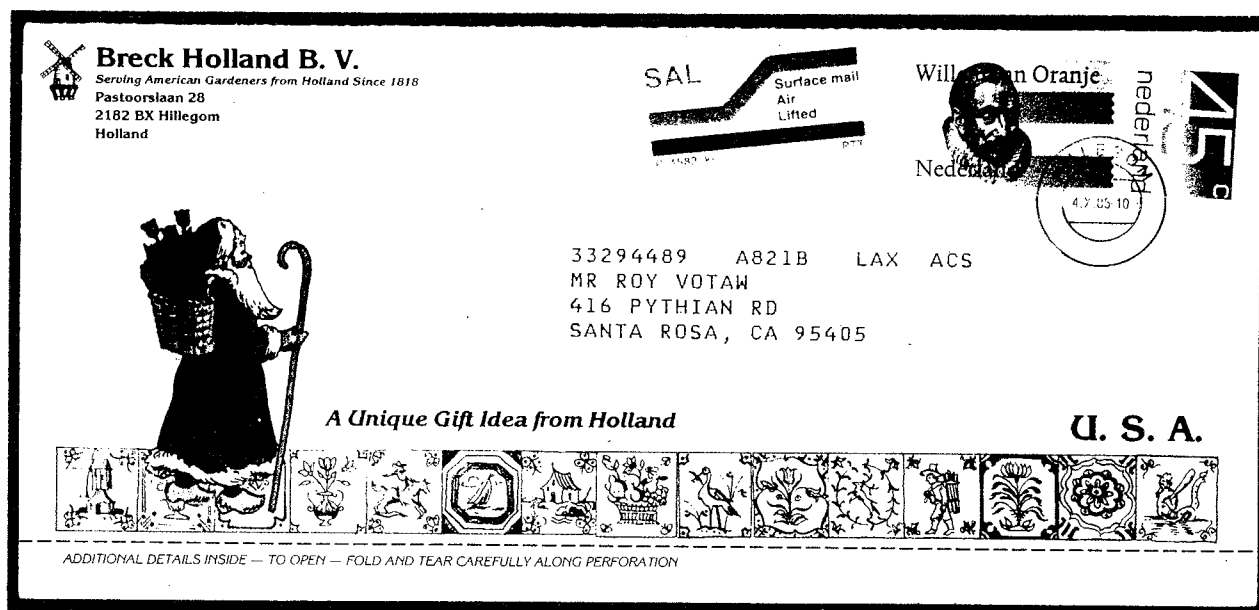 Breck Holland B. V.
Serving American Gardeners from Holland Since 1818
Pastoorslaan 28
2182 BX Hillegom
Holland
SAL
Surface mail
Air
Lifted
PTT
Oranje
Nederland
nederland
45
c
33294489 A821B LAX ACS
MR ROY VOTAW
416 PYTHIAN RD
SANTA ROSA, CA 95405
A Unique Gift Idea from Holland
U. S. A.
ADDITIONAL DETAILS INSIDE — TO OPEN — FOLD AND TEAR CAREFULLY ALONG PERFORATION